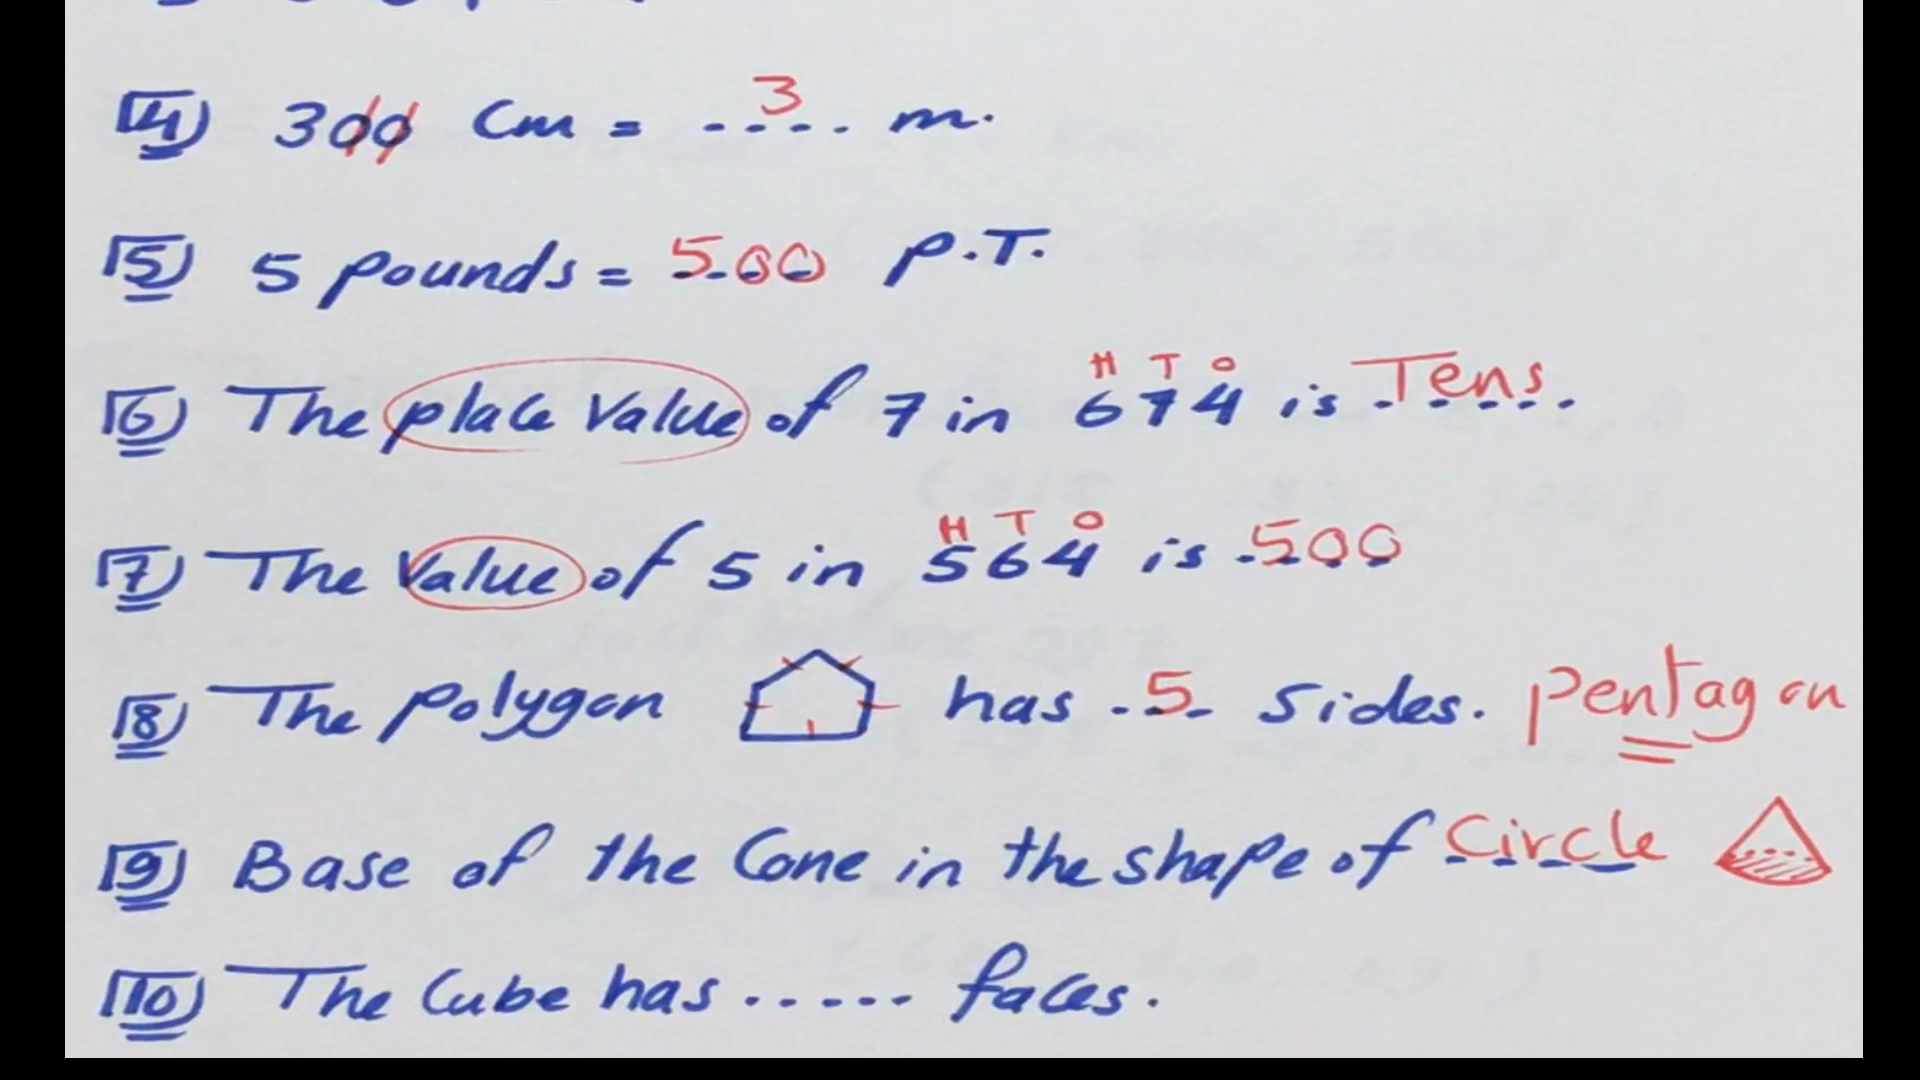 4 300 Cm = 3 m.
5 5 pounds = 500 P.T.
H T O
6 The place Value of 7 in 674 is Tens.
H T O
7 The Value of 5 in 564 is 500
8 The polygon has 5 sides. pentagon
9 Base of the Cone in the shape of Circle
10 The Cube has ..... faces.